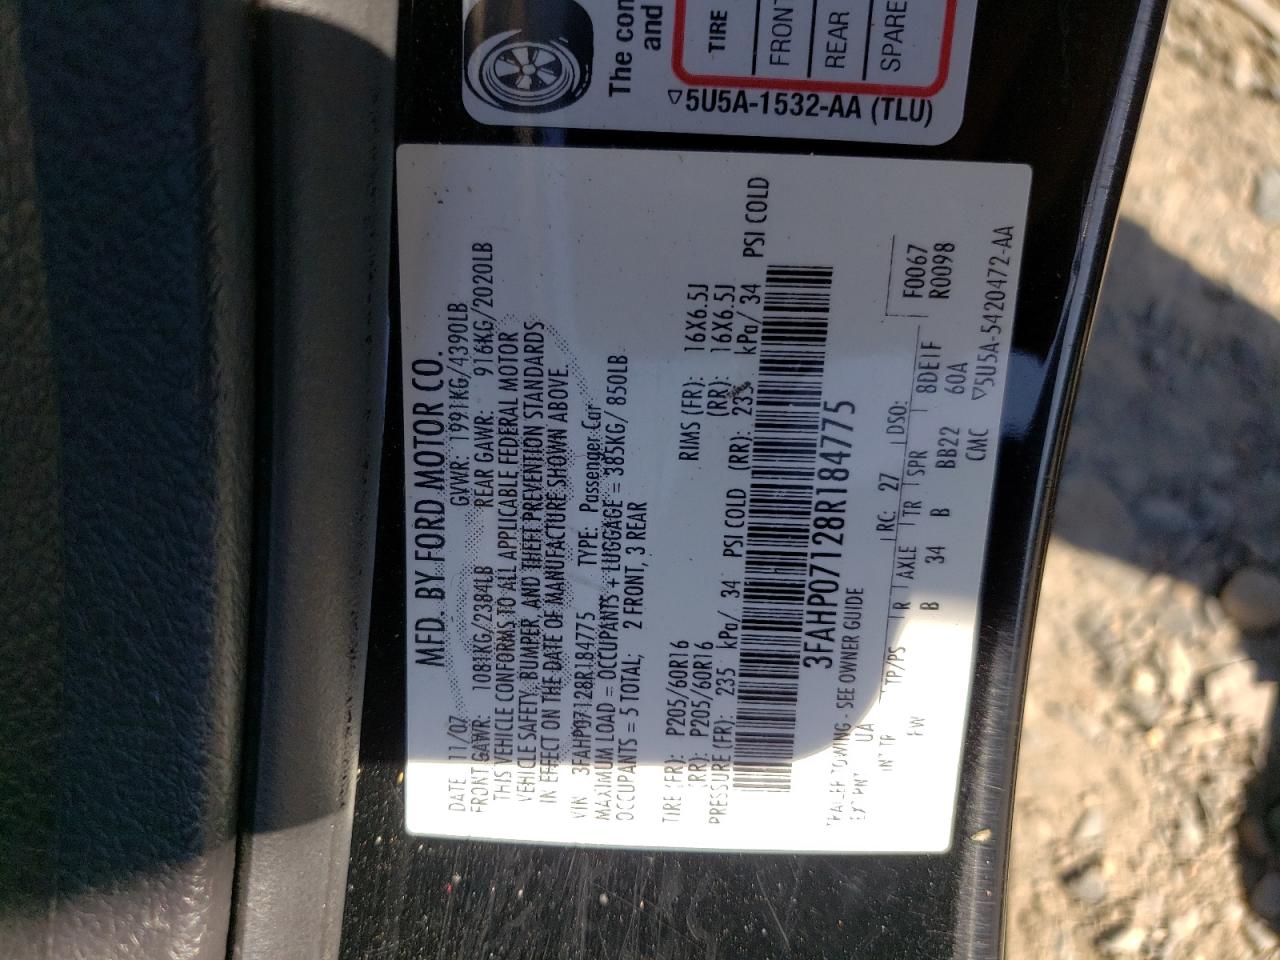 The con
and
TIRE
FRONT
REAR
SPARE
▽5U5A-1532-AA (TLU)
MFD. BY FORD MOTOR CO.
DATE 11/07 GVWR: 1991KG/4390LB
FRONT GAWR: 1081KG/2384LB REAR GAWR: 916KG/2020LB
THIS VEHICLE CONFORMS TO ALL APPLICABLE FEDERAL MOTOR
VEHICLE SAFETY, BUMPER, AND THEFT PREVENTION STANDARDS
IN EFFECT ON THE DATE OF MANUFACTURE SHOWN ABOVE.
VIN 3FAHP07128R184775 TYPE: Passenger Car
MAXIMUM LOAD = OCCUPANTS + LUGGAGE = 385KG/ 850LB
OCCUPANTS = 5 TOTAL; 2 FRONT, 3 REAR
TIRE (FR): P205/60R16 RIMS (FR): 16X6.5J
(RR): P205/60R16 (RR): 16X6.5J
PRESSURE (FR): 235 kPa/ 34 PSI COLD (RR): 235 kPa/ 34 PSI COLD
3FAHP07128R184775
TRAILER TOWING - SEE OWNER GUIDE
EXT PNT UA RC: 27 DSO: F0067
INT TR TP/PS R AXLE TR SPR 8DE1F R0098
FW B 34 B BB22 60A
CMC ▽5U5A-5420472-AA